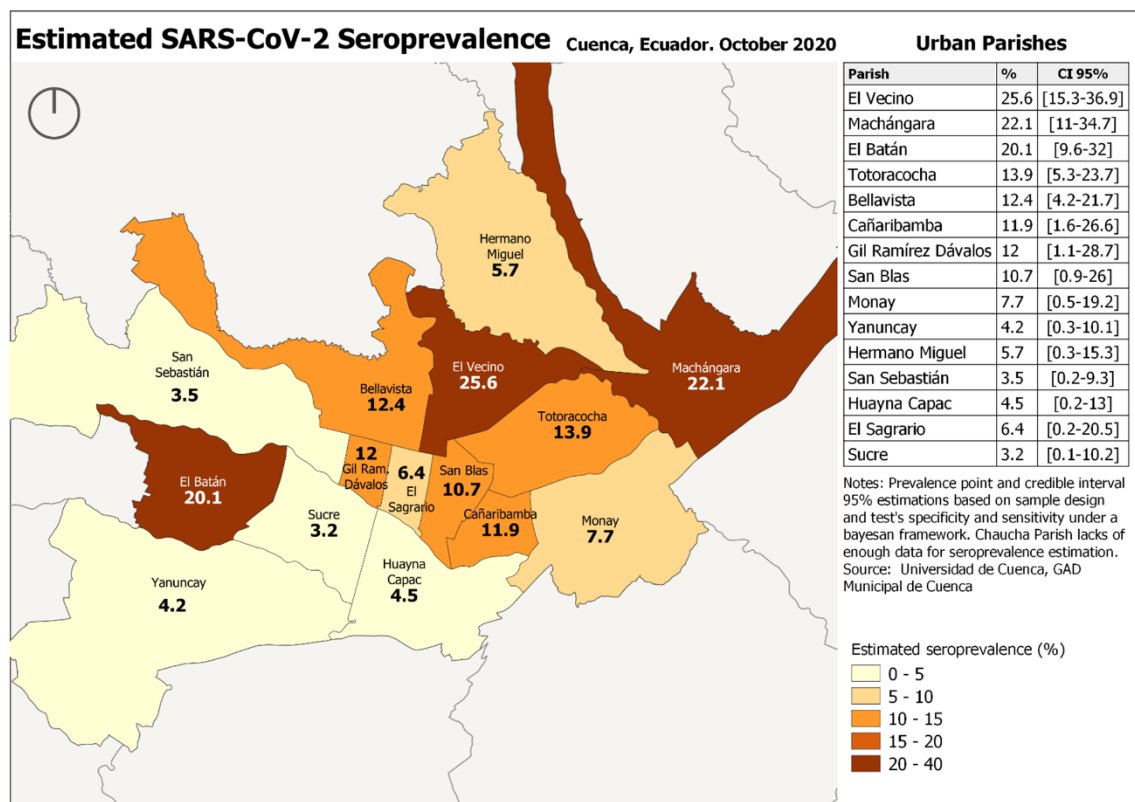 Estimated SARS-CoV-2 Seroprevalence Cuenca, Ecuador. October 2020
Hermano
Miguel
5.7
San
Sebastián
3.5
Bellavista
12.4
El Vecino
25.6
Machángara
22.1
Totoracocha
13.9
El Batán
20.1
12
Gil Ram.
Dávalos
6.4
El
Sagrario
San Blas
10.7
Cañaribamba
11.9
Sucre
3.2
Monay
7.7
Huayna
Capac
4.5
Yanuncay
4.2
Urban Parishes
Parish % CI 95%
El Vecino 25.6 [15.3-36.9]
Machángara 22.1 [11-34.7]
El Batán 20.1 [9.6-32]
Totoracocha 13.9 [5.3-23.7]
Bellavista 12.4 [4.2-21.7]
Cañaribamba 11.9 [1.6-26.6]
Gil Ramírez Dávalos 12 [1.1-28.7]
San Blas 10.7 [0.9-26]
Monay 7.7 [0.5-19.2]
Yanuncay 4.2 [0.3-10.1]
Hermano Miguel 5.7 [0.3-15.3]
San Sebastián 3.5 [0.2-9.3]
Huayna Capac 4.5 [0.2-13]
El Sagrario 6.4 [0.2-20.5]
Sucre 3.2 [0.1-10.2]
Notes: Prevalence point and credible interval
95% estimations based on sample design
and test's specificity and sensitivity under a
bayesan framework. Chaucha Parish lacks of
enough data for seroprevalence estimation.
Source: Universidad de Cuenca, GAD
Municipal de Cuenca
Estimated seroprevalence (%)
0 - 5
5 - 10
10 - 15
15 - 20
20 - 40